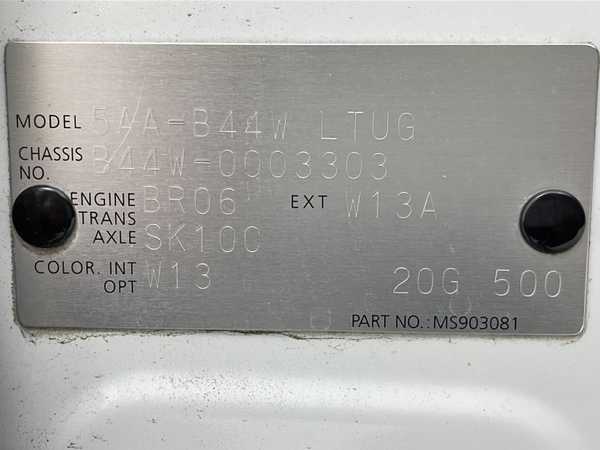 MODEL 5AA-B44W LTUG
CHASSIS NO. B44W-0003303
ENGINE BR06 EXT W13A
TRANS AXLE SK10C
COLOR. INT W13
OPT 20G 500
PART NO.:MS903081